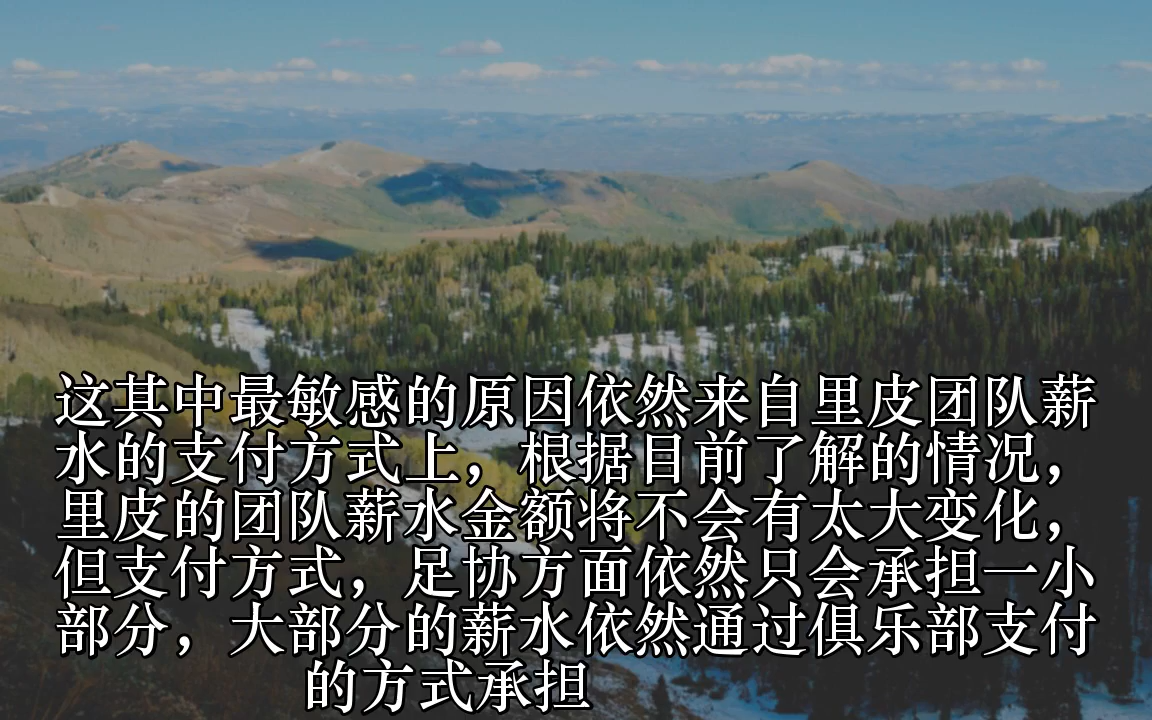 这其中最敏感的原因依然来自里皮团队薪
水的支付方式上，根据目前了解的情况，
里皮的团队薪水金额将不会有太大变化，
但支付方式，足协方面依然只会承担一小
部分，大部分的薪水依然通过俱乐部支付
的方式承担